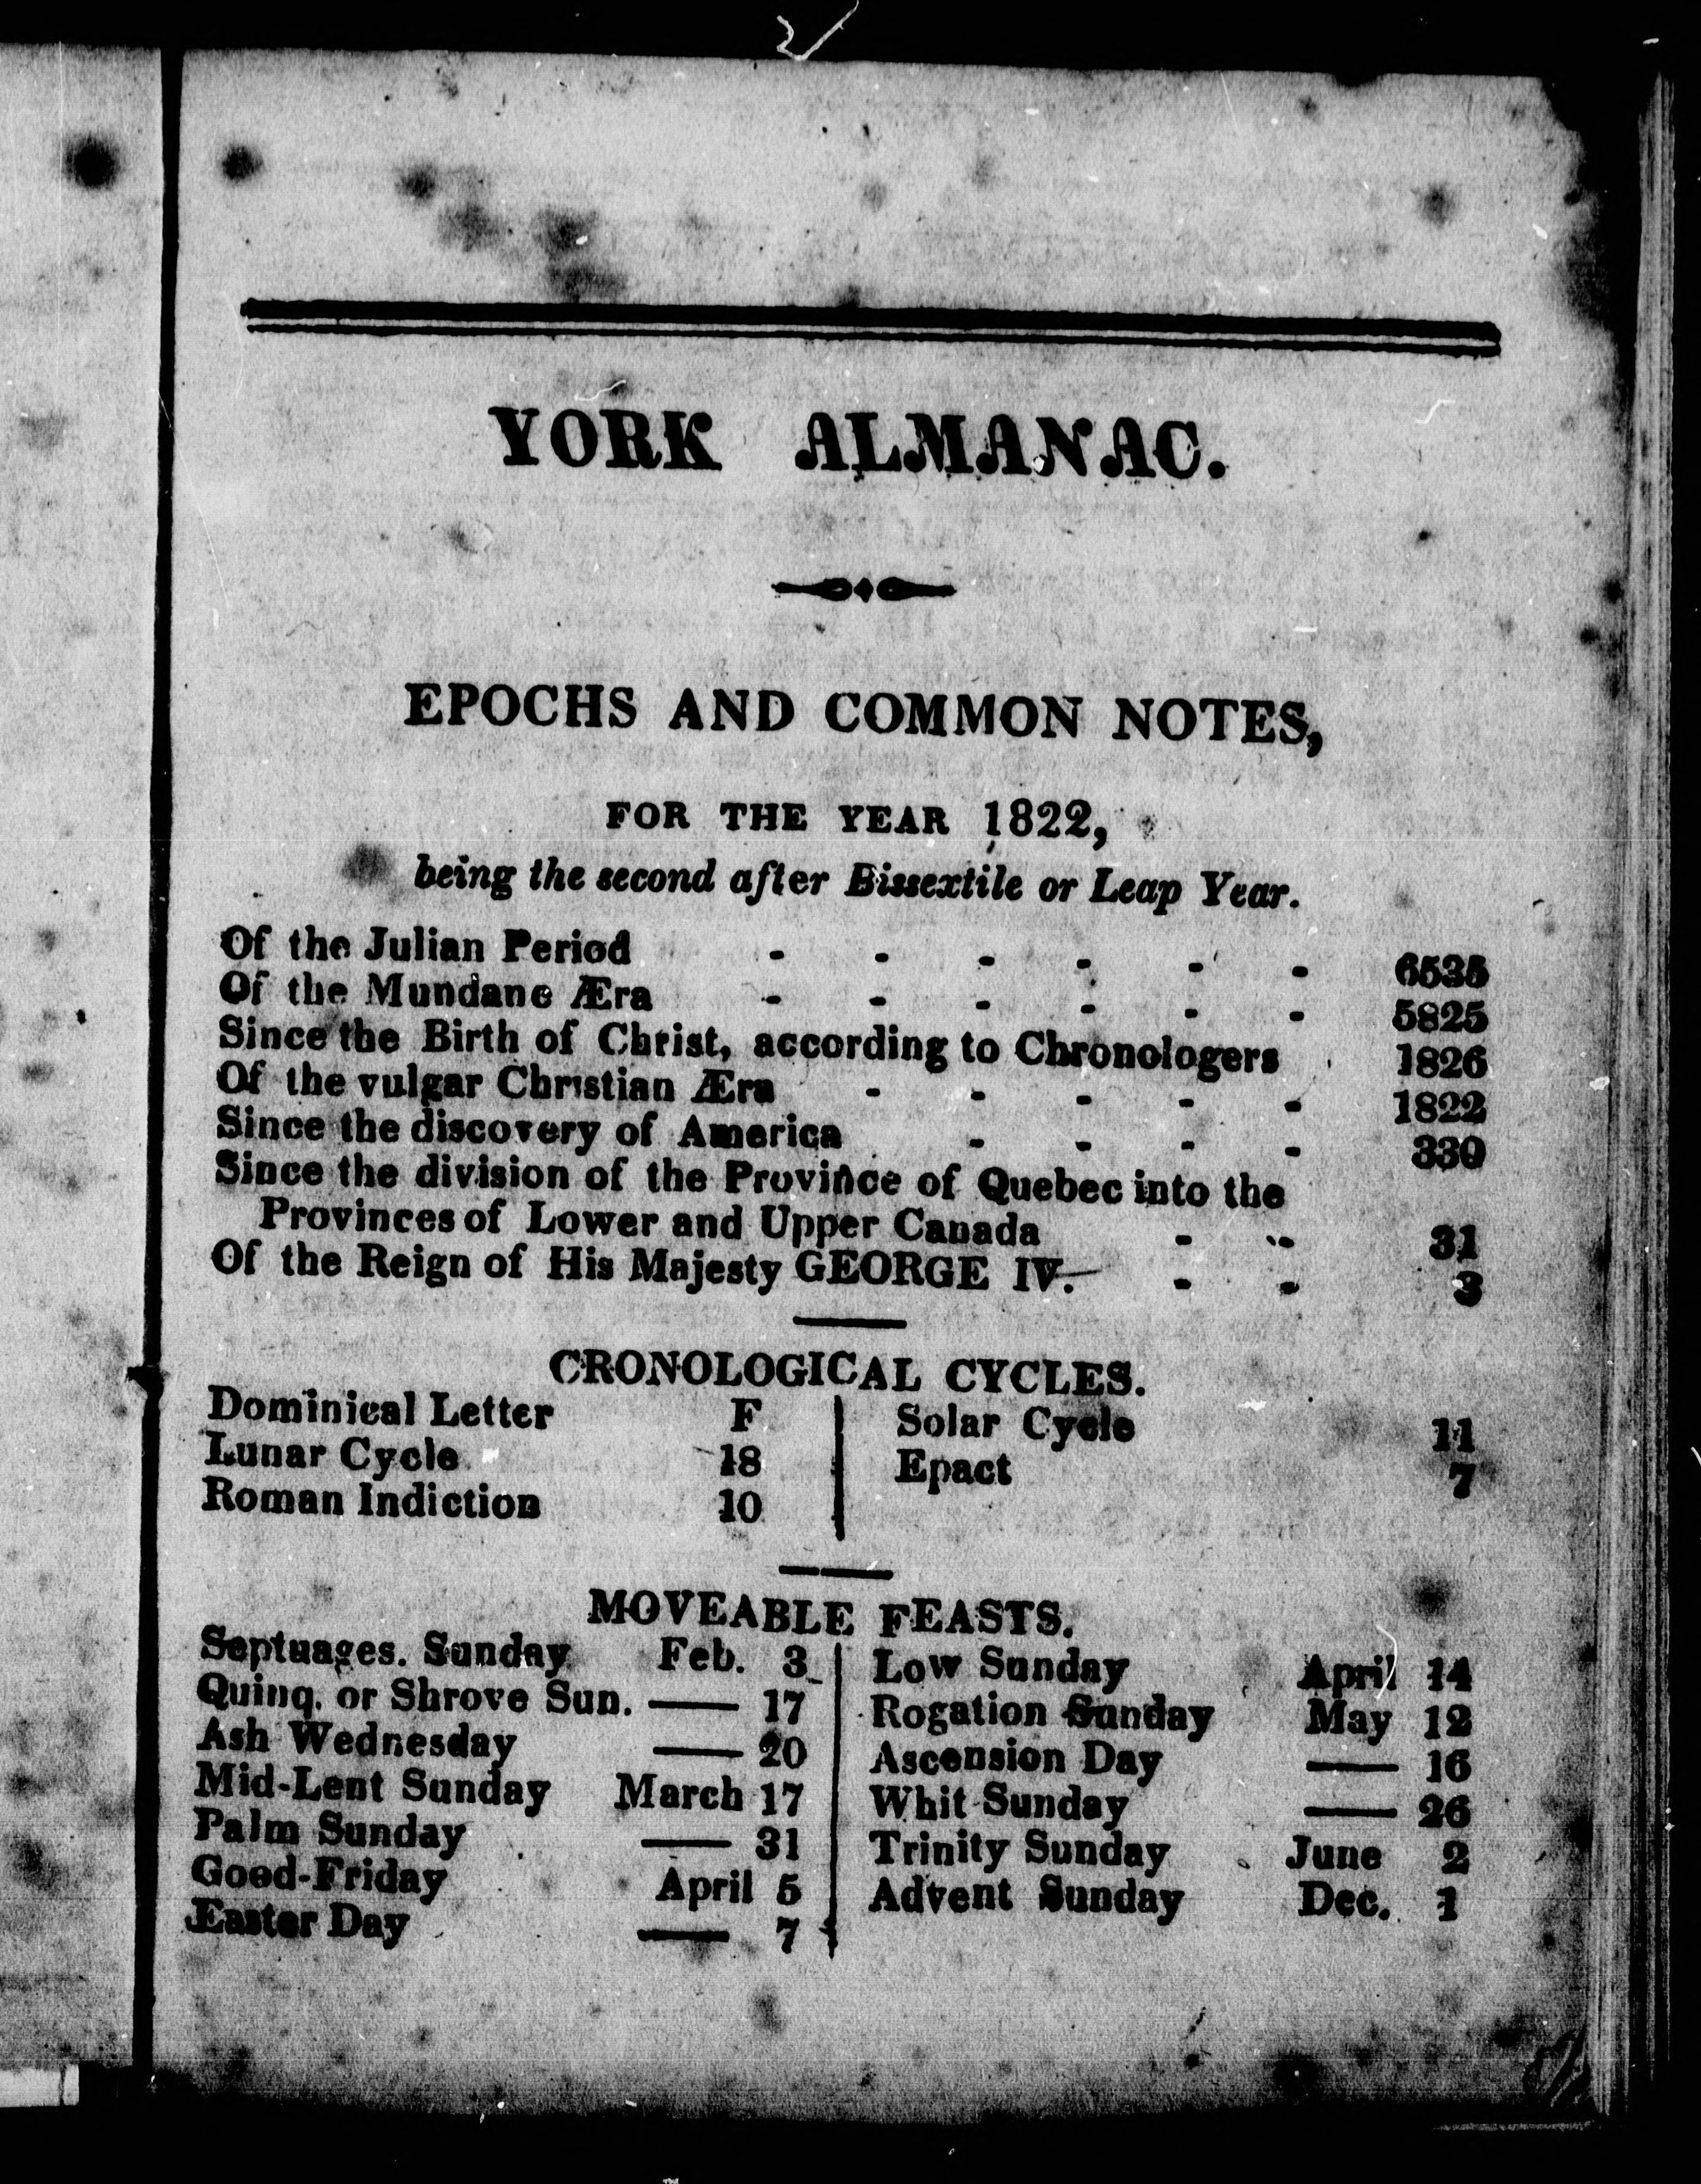 YORK ALMANAC.
EPOCHS AND COMMON NOTES,
FOR THE YEAR 1822,
being the second after Bissextile or Leap Year.
Of the Julian Period - - - - - - 6535
Of the Mundane Æra - - - - - - 5825
Since the Birth of Christ, according to Chronologers 1826
Of the vulgar Christian Æra - - - - - 1822
Since the discovery of America - - - - 330
Since the division of the Province of Quebec into the
Provinces of Lower and Upper Canada - - 31
Of the Reign of His Majesty GEORGE IV. - - 3
CRONOLOGICAL CYCLES.
Dominical Letter F
Lunar Cycle 18
Roman Indiction 10
Solar Cycle 11
Epact 7
MOVEABLE FEASTS.
Septuages. Sunday Feb. 3
Quinq. or Shrove Sun. — 17
Ash Wednesday — 20
Mid-Lent Sunday March 17
Palm Sunday — 31
Good-Friday April 5
Easter Day — 7
Low Sunday April 14
Rogation Sunday May 12
Ascension Day — 16
Whit Sunday — 26
Trinity Sunday June 2
Advent Sunday Dec. 1